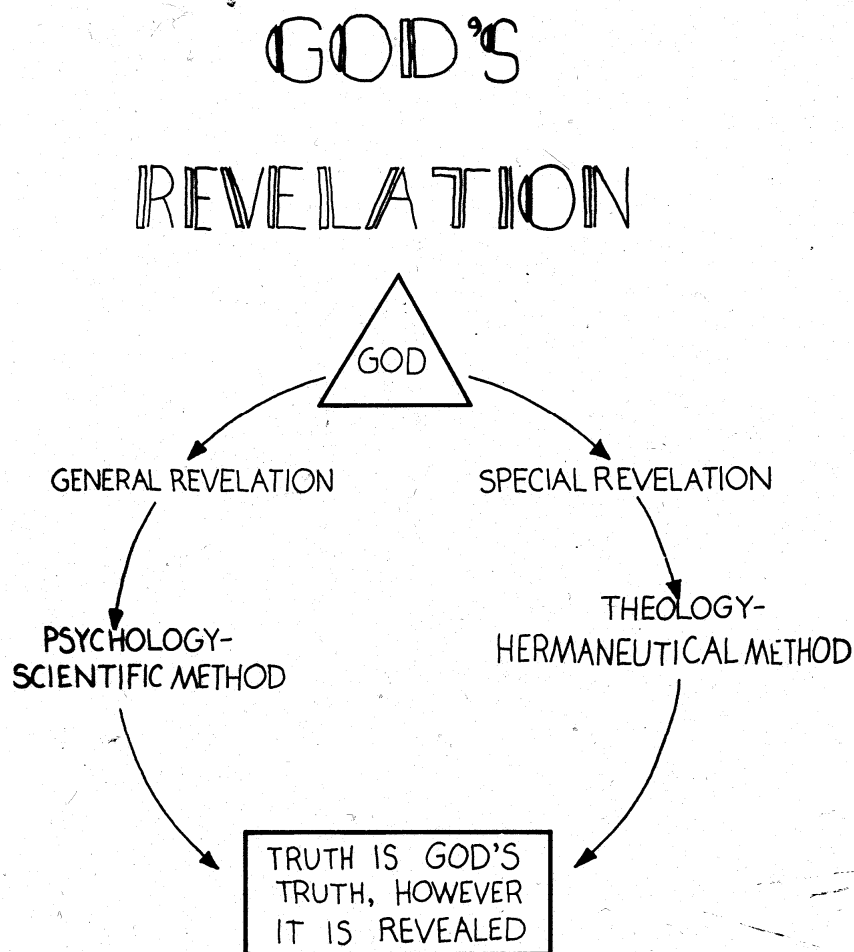 GOD'S
REVELATION
GOD
GENERAL REVELATION
SPECIAL REVELATION
PSYCHOLOGY-
SCIENTIFIC METHOD
THEOLOGY-
HERMANEUTICAL METHOD
TRUTH IS GOD'S
TRUTH, HOWEVER
IT IS REVEALED